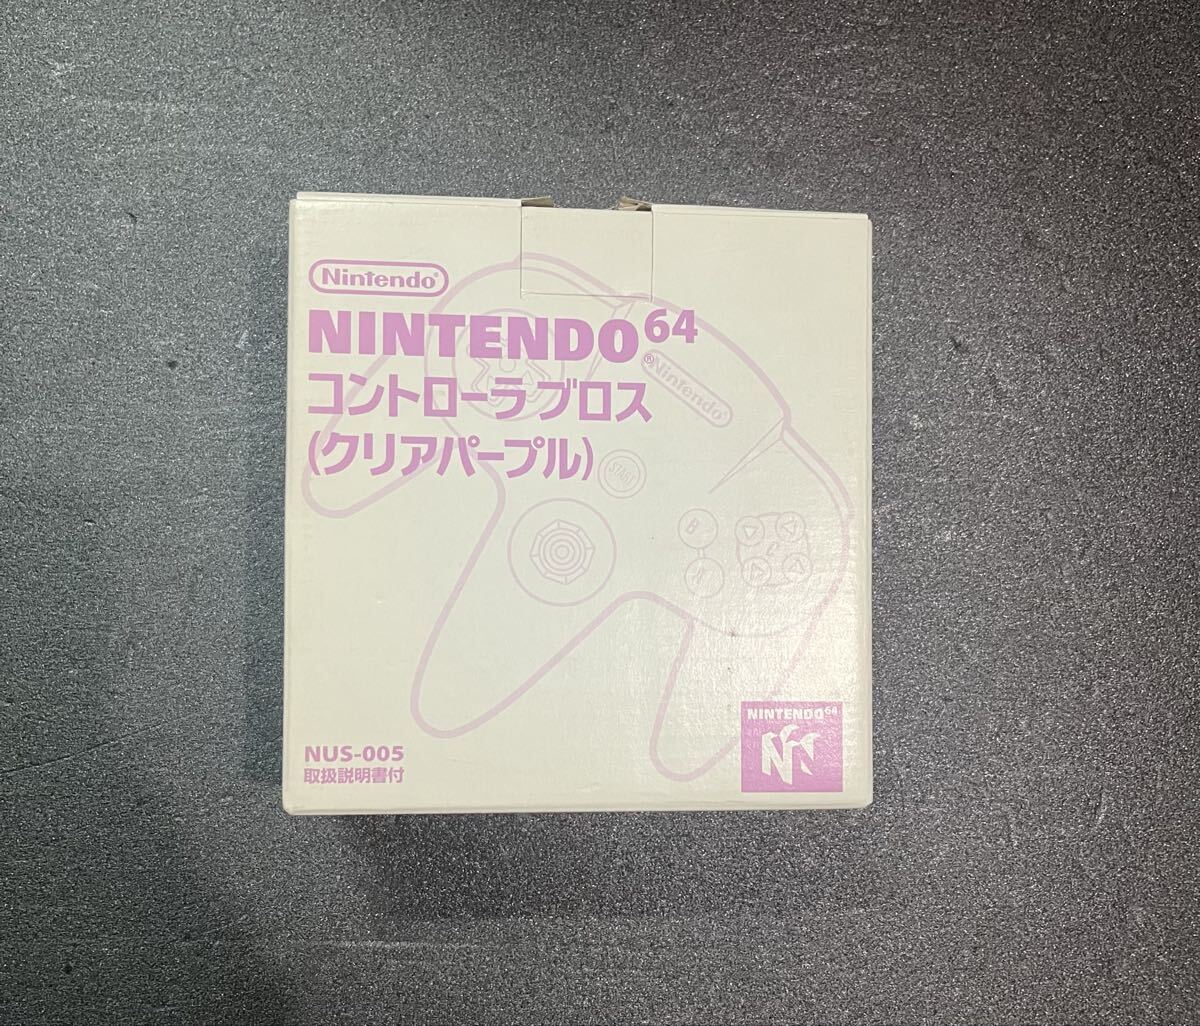 Nintendo®
NINTENDO64
®
コントローラ ブロス
(クリアパープル)
Nintendo®
START
B
A
C
NUS-005
取扱説明書付
NINTENDO64